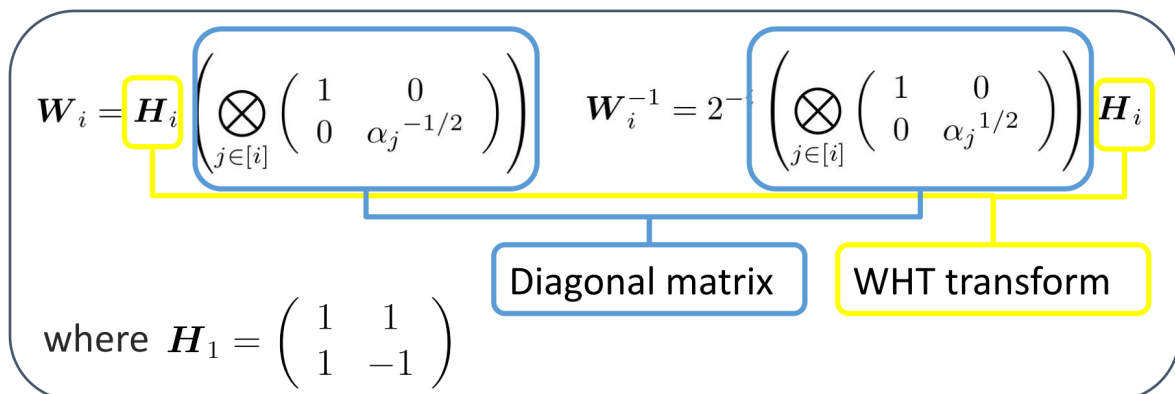 W_i = H_i ( ⨂_{j∈[i]} ( 1 0 ; 0 α_j^{-1/2} ) ) W_i^{-1} = 2^{-i} ( ⨂_{j∈[i]} ( 1 0 ; 0 α_j^{1/2} ) ) H_i
Diagonal matrix WHT transform
where H_1 = ( 1 1 ; 1 -1 )